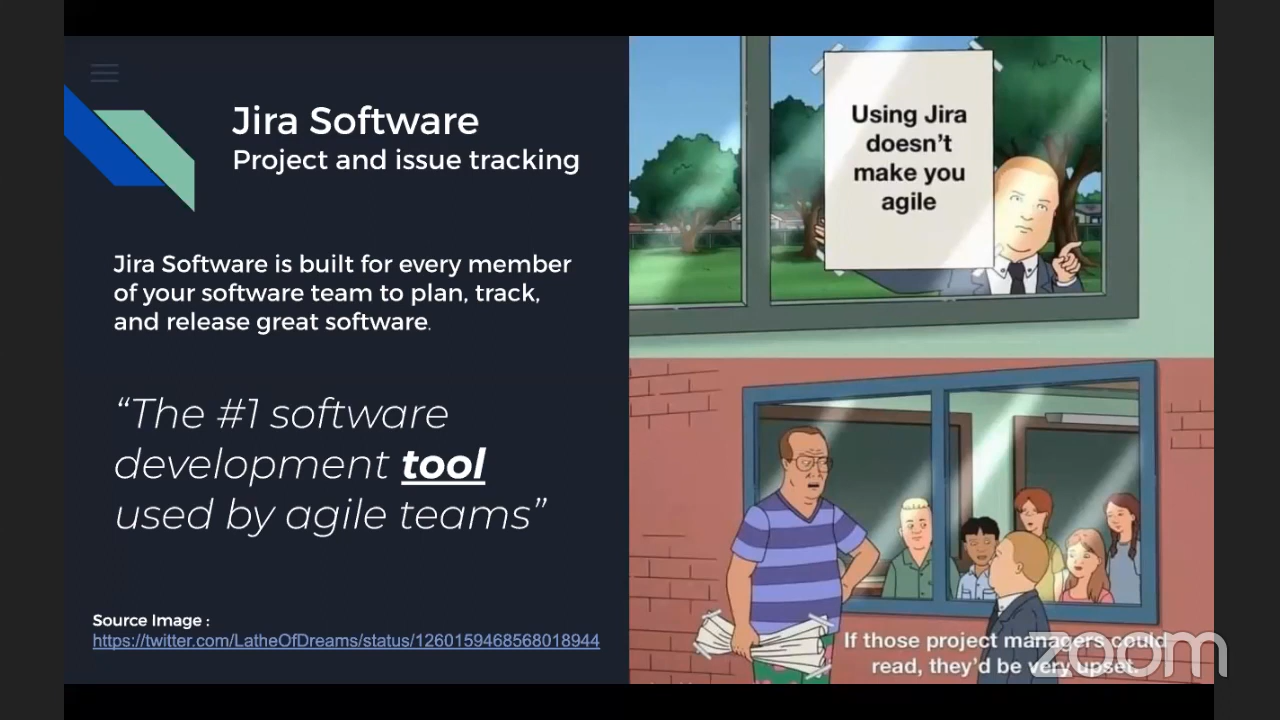 Jira Software
Project and issue tracking
Jira Software is built for every member
of your software team to plan, track,
and release great software.
“The #1 software
development tool
used by agile teams”
Source Image :
https://twitter.com/LatheOfDreams/status/1260159468568018944
Using Jira
doesn’t
make you
agile
If those project managers could
read, they’d be very upset.
zoom